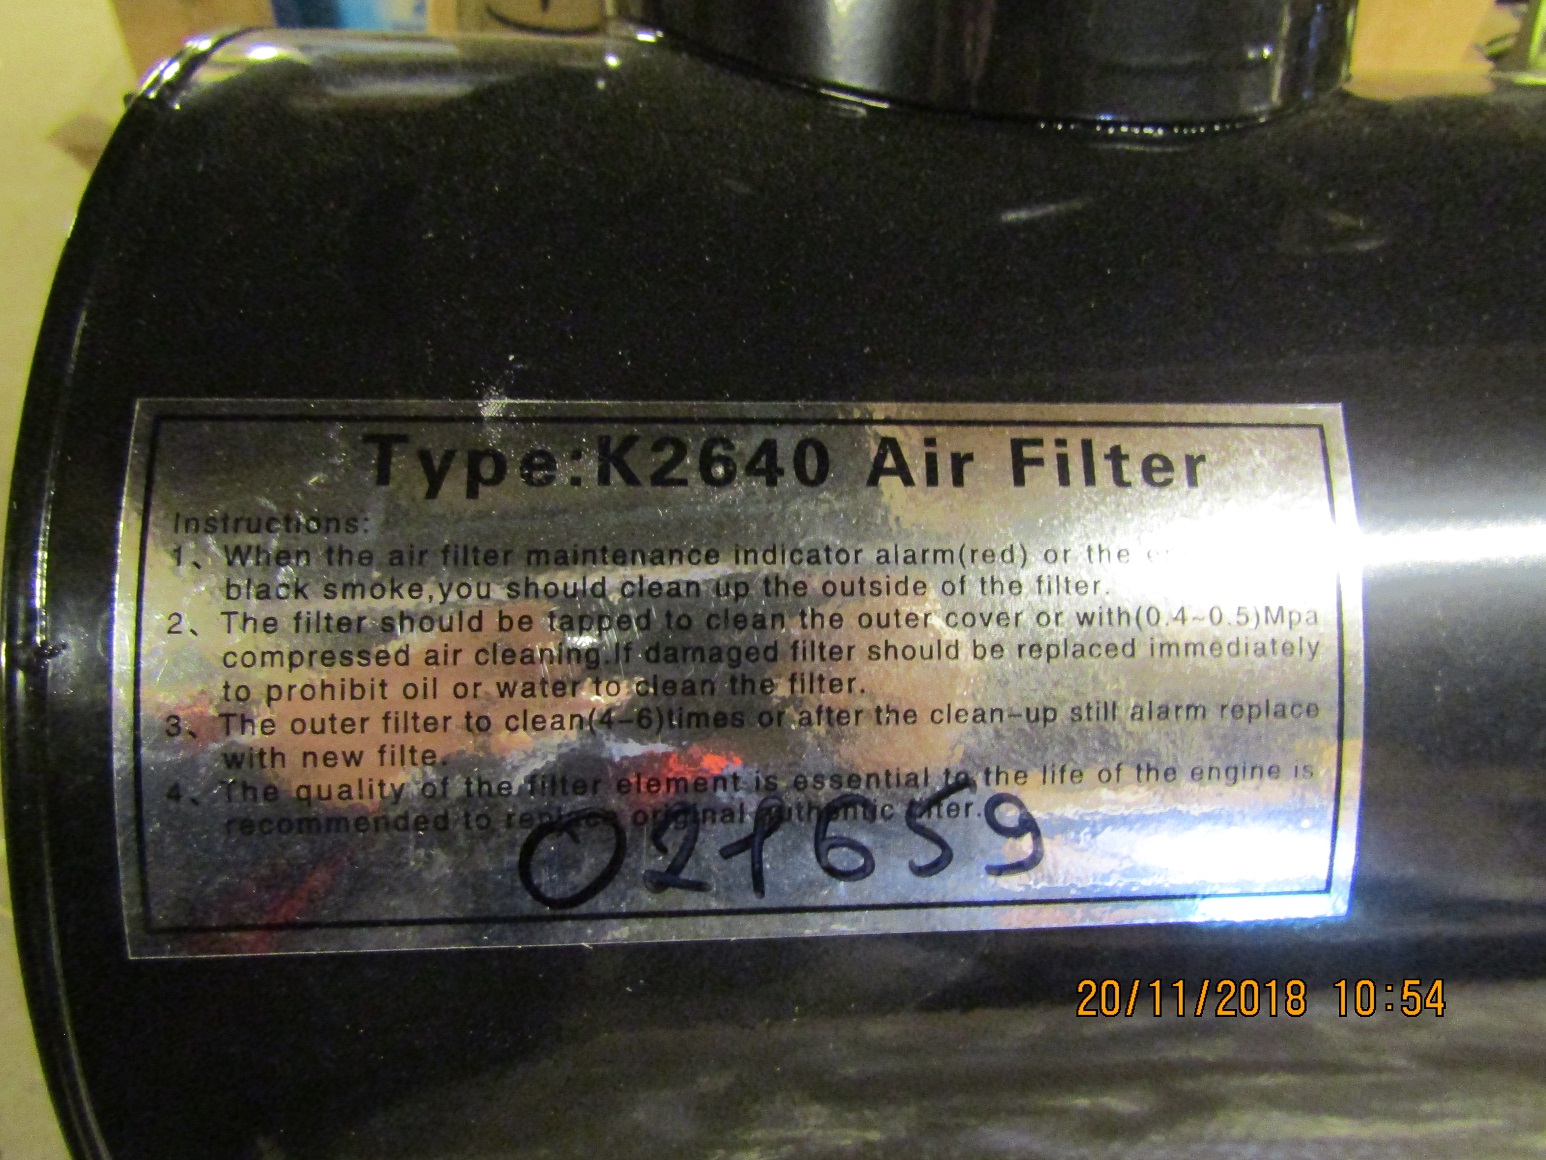 Type:K2640 Air Filter
Instructions:
1、When the air filter maintenance indicator alarm(red) or the
black smoke,you should clean up the outside of the filter.
2、The filter should be tapped to clean the outer cover or with(0.4~0.5)Mpa
compressed air cleaning.If damaged filter should be replaced immediately
to prohibit oil or water to clean the filter.
3、The outer filter to clean(4-6)times or after the clean-up still alarm replace
with new filte.
4、The quality of the filter element is essential to the life of the engine is
recommended to replace original authentic filter.
021659
20/11/2018 10:54